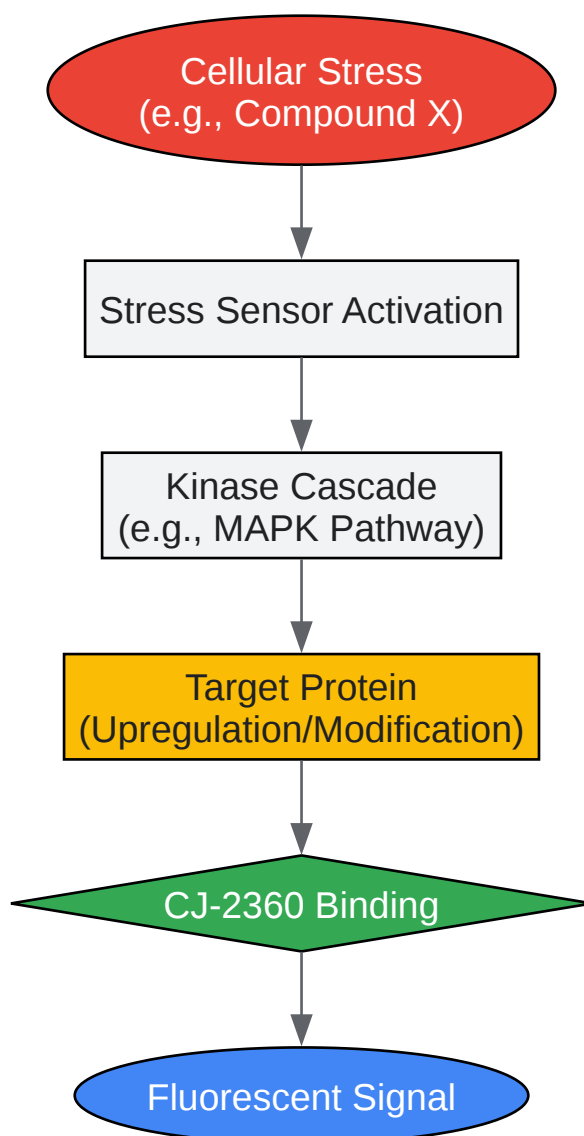 Cellular Stress
(e.g., Compound X)
Stress Sensor Activation
Kinase Cascade
(e.g., MAPK Pathway)
Target Protein
(Upregulation/Modification)
CJ-2360 Binding
Fluorescent Signal